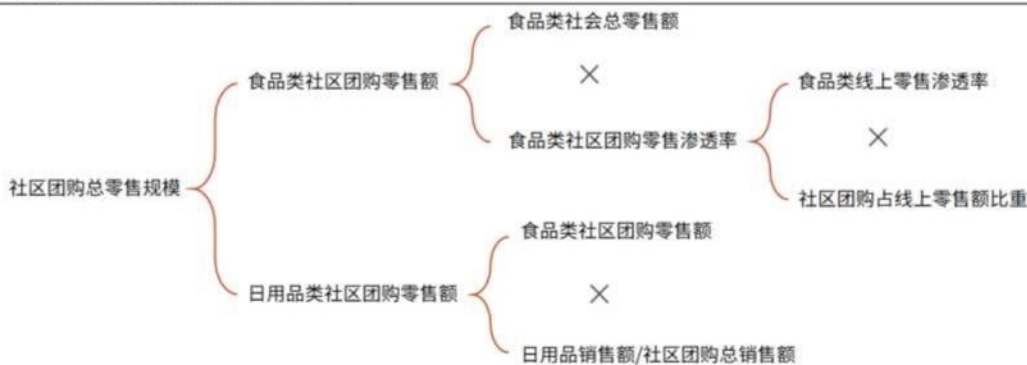 食品类社会总零售额
食品类社区团购零售额
食品类线上零售渗透率
食品类社区团购零售渗透率
社区团购总零售规模
社区团购占线上零售额比重
食品类社区团购零售额
日用品类社区团购零售额
日用品销售额/社区团购总销售额